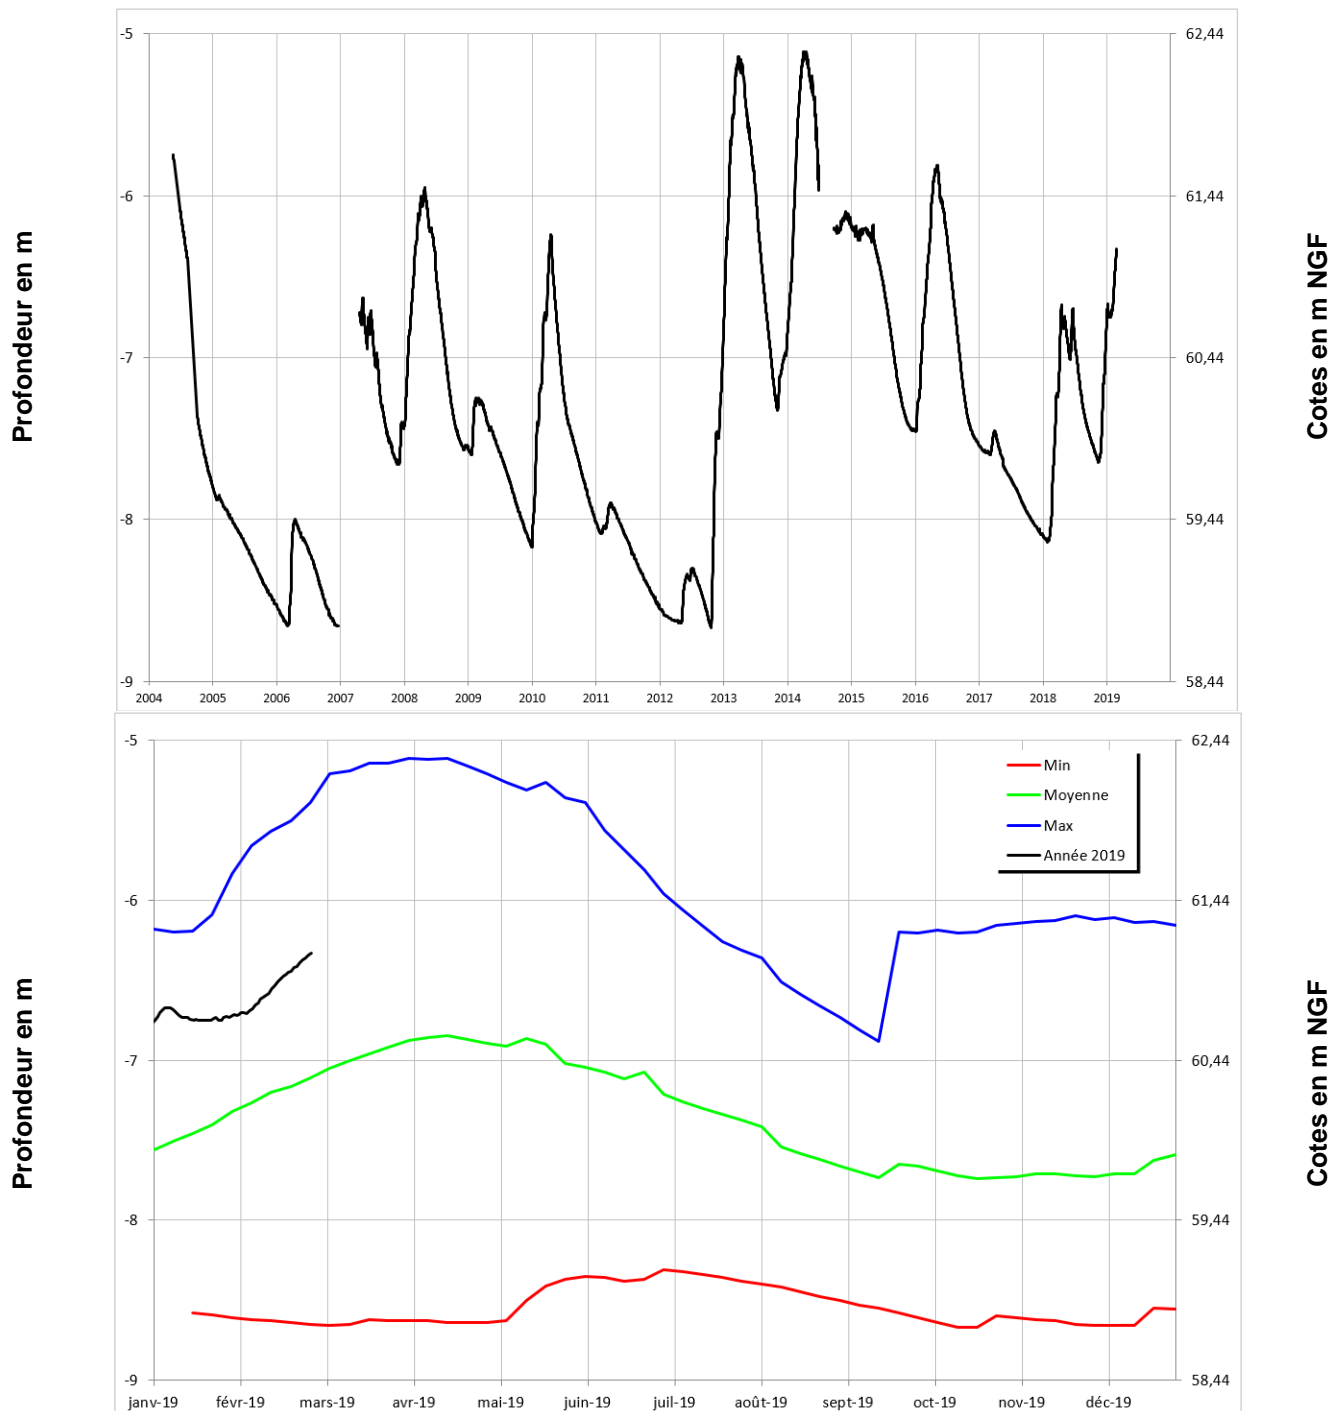 -5
62,44
-6
61,44
-7
60,44
-8
59,44
-9
58,44
2004 2005 2006 2007 2008 2009 2010 2011 2012 2013 2014 2015 2016 2017 2018 2019
Profondeur en m
Cotes en m NGF
-5
62,44
Min
Moyenne
Max
Année 2019
-6
61,44
-7
60,44
-8
59,44
-9
58,44
janv-19 févr-19 mars-19 avr-19 mai-19 juin-19 juil-19 août-19 sept-19 oct-19 nov-19 déc-19
Profondeur en m
Cotes en m NGF